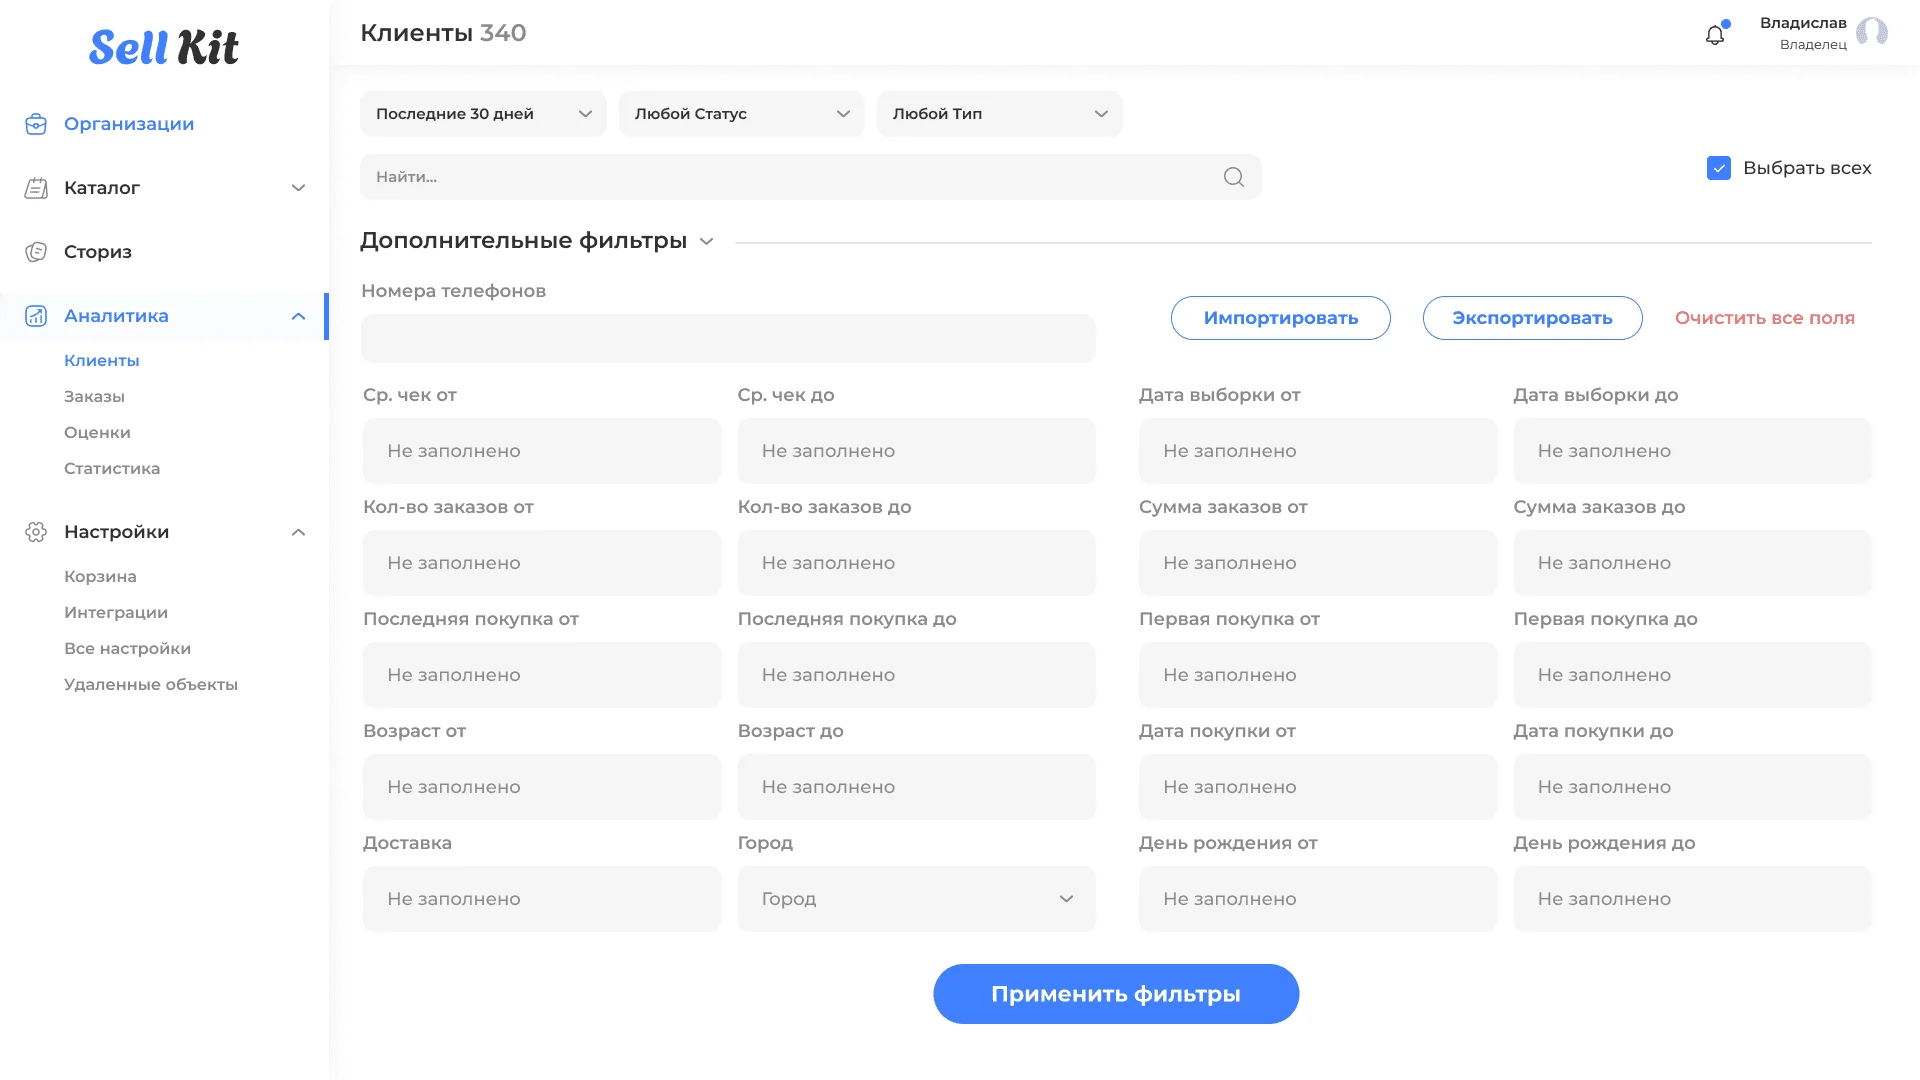 Sell Kit
Организации
Каталог
Сториз
Аналитика
Клиенты
Заказы
Оценки
Статистика
Настройки
Корзина
Интеграции
Все настройки
Удаленные объекты
Клиенты 340
Владислав
Владелец
Последние 30 дней
Любой Статус
Любой Тип
Найти...
Выбрать всех
Дополнительные фильтры
Номера телефонов
Импортировать
Экспортировать
Очистить все поля
Ср. чек от
Ср. чек до
Дата выборки от
Дата выборки до
Не заполнено
Не заполнено
Не заполнено
Не заполнено
Кол-во заказов от
Кол-во заказов до
Сумма заказов от
Сумма заказов до
Не заполнено
Не заполнено
Не заполнено
Не заполнено
Последняя покупка от
Последняя покупка до
Первая покупка от
Первая покупка до
Не заполнено
Не заполнено
Не заполнено
Не заполнено
Возраст от
Возраст до
Дата покупки от
Дата покупки до
Не заполнено
Не заполнено
Не заполнено
Не заполнено
Доставка
Город
День рождения от
День рождения до
Не заполнено
Город
Не заполнено
Не заполнено
Применить фильтры